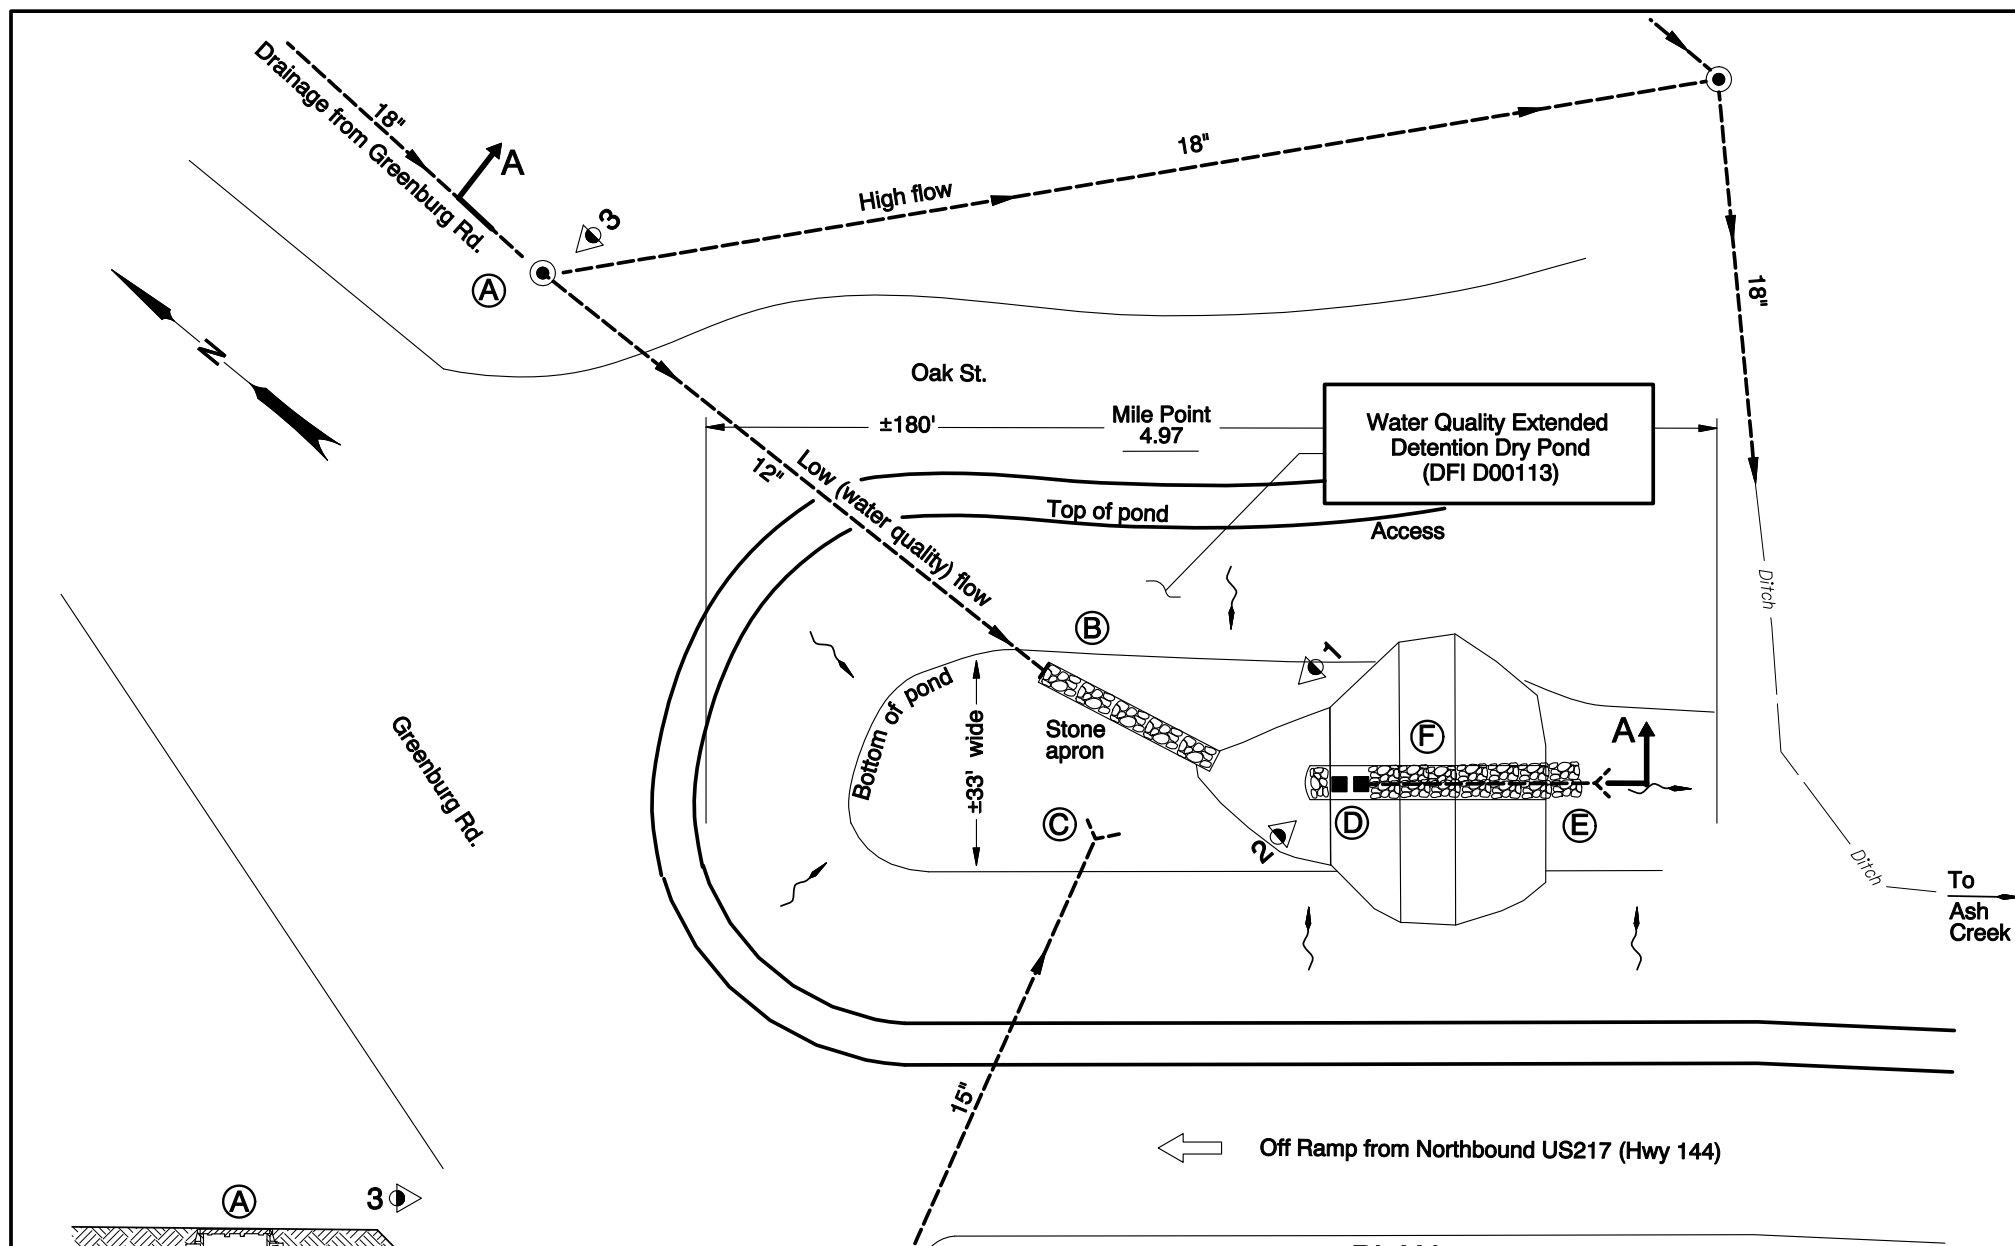 Drainage from Greenburg Rd.
18"
A
3
A
High flow
18"
18"
N
Oak St.
±180'
Mile Point
4.97
Water Quality Extended
Detention Dry Pond
(DFI D00113)
12"
Low (water quality) flow
Top of pond
Access
Ditch
B
1
Bottom of pond
±33' wide
Stone
apron
F
A
Greenburg Rd.
C
2
D
E
Ditch
To
Ash
Creek
15"
Off Ramp from Northbound US217 (Hwy 144)
A
3